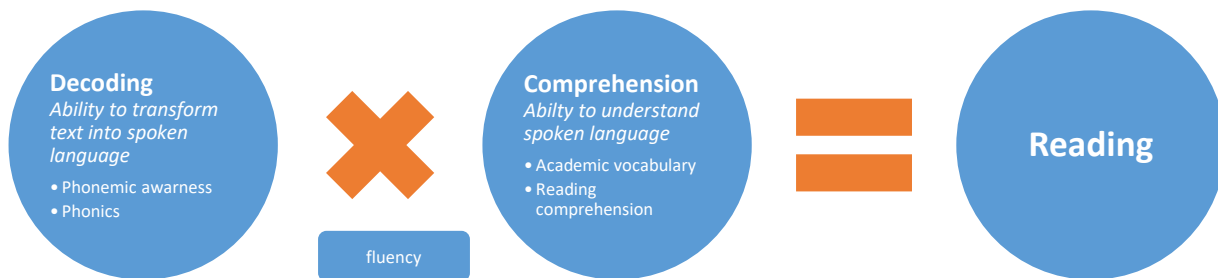 Decoding
Ability to transform
text into spoken
language
• Phonemic awarness
• Phonics
fluency
Comprehension
Abilty to understand
spoken language
• Academic vocabulary
• Reading
comprehension
Reading